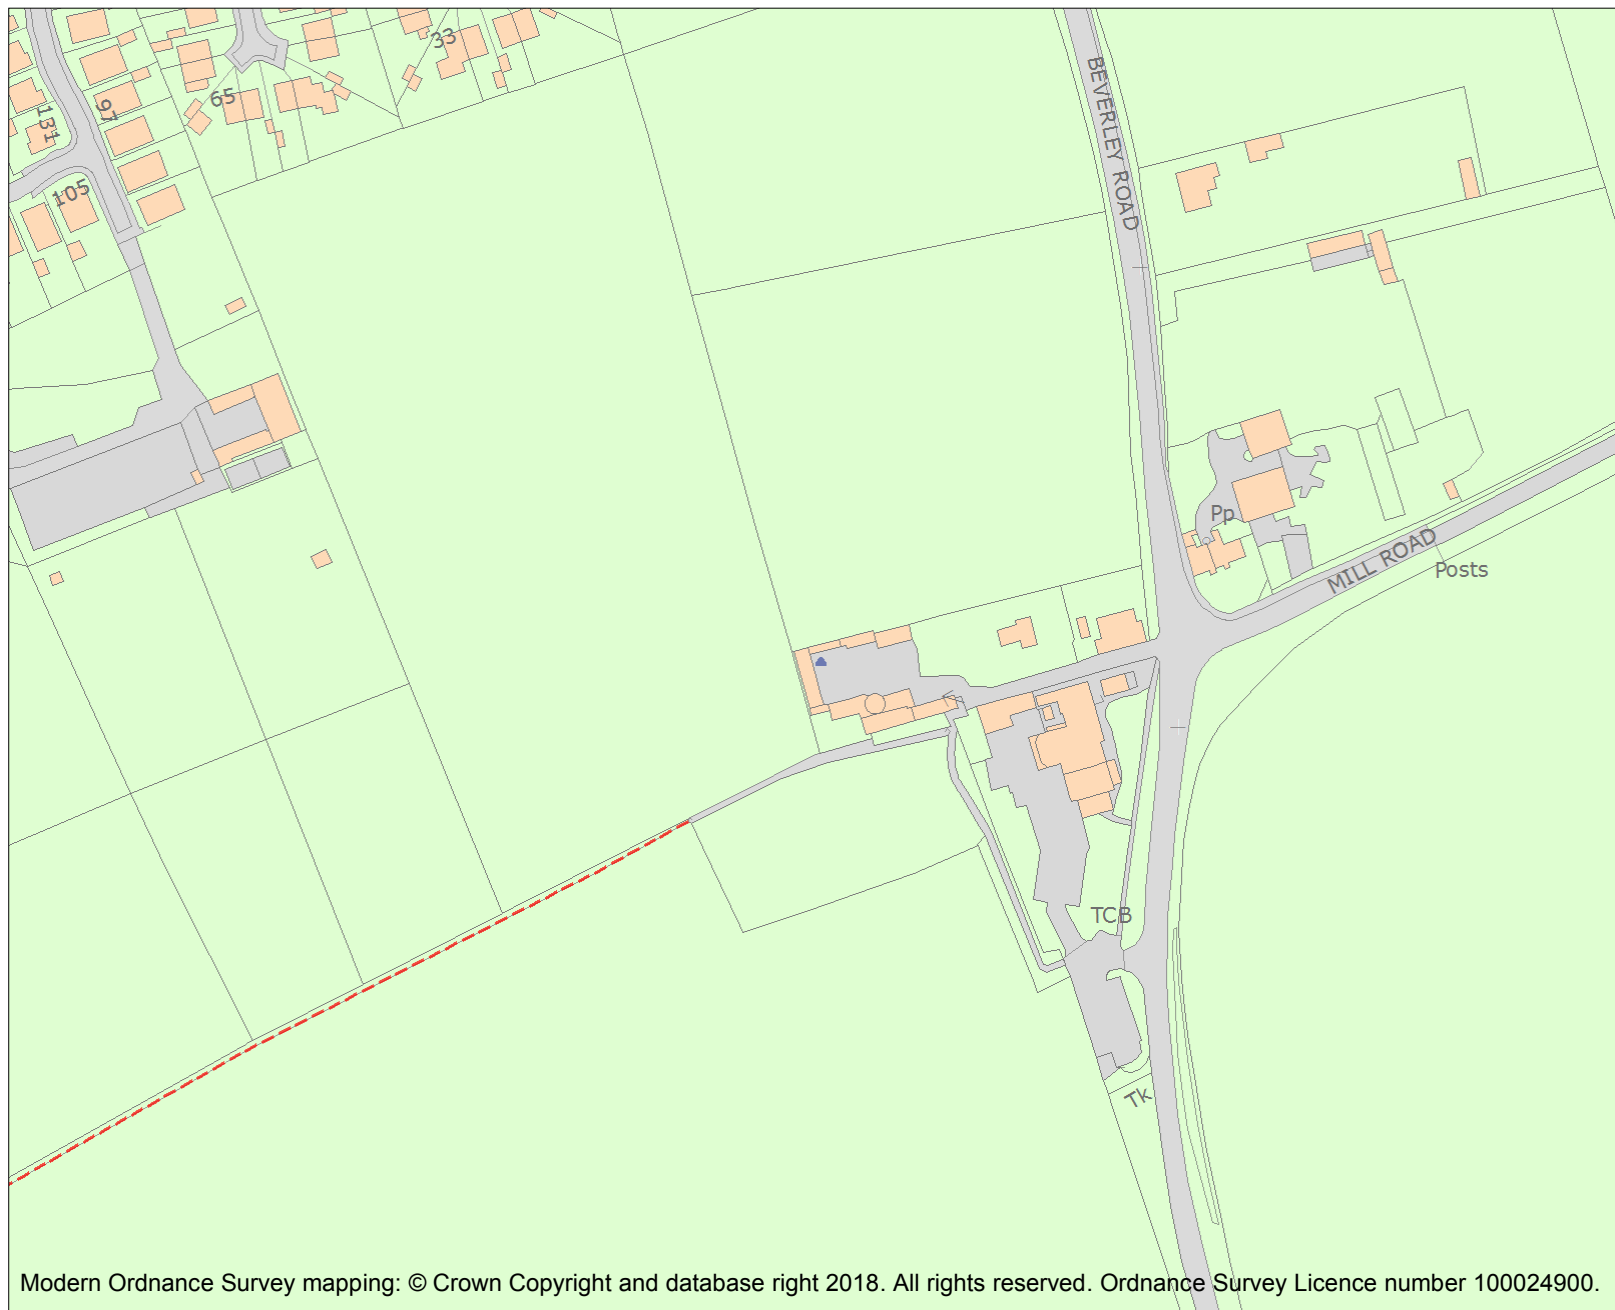 33
65
97
131
105
BEVERLEY ROAD
Pp
MILL ROAD
Posts
TCB
Tk
Modern Ordnance Survey mapping: © Crown Copyright and database right 2018. All rights reserved. Ordnance Survey Licence number 100024900.